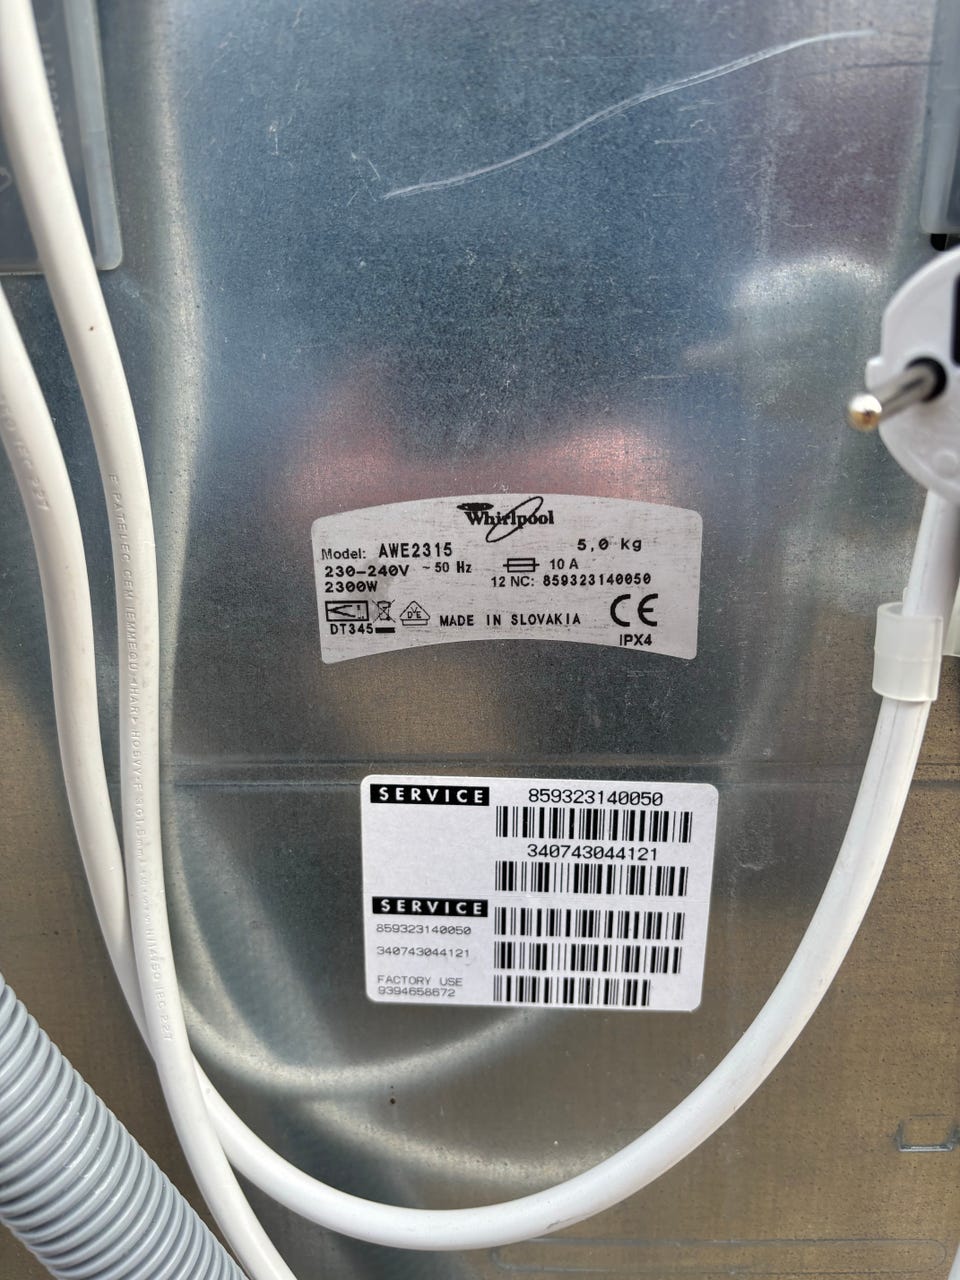 Whirlpool
Model: AWE2315 5,0 kg
230-240V ~ 50 Hz 10 A
2300W 12 NC: 859323140050
DVE
DT345 MADE IN SLOVAKIA CE
IPX4
SERVICE 859323140050
340743044121
SERVICE
859323140050
340743044121
FACTORY USE
9394658672